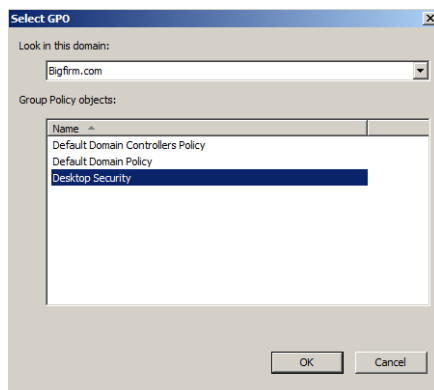 Select GPO
Look in this domain:
Bigfirm.com
Group Policy objects:
Name
Default Domain Controllers Policy
Default Domain Policy
Desktop Security
OK
Cancel